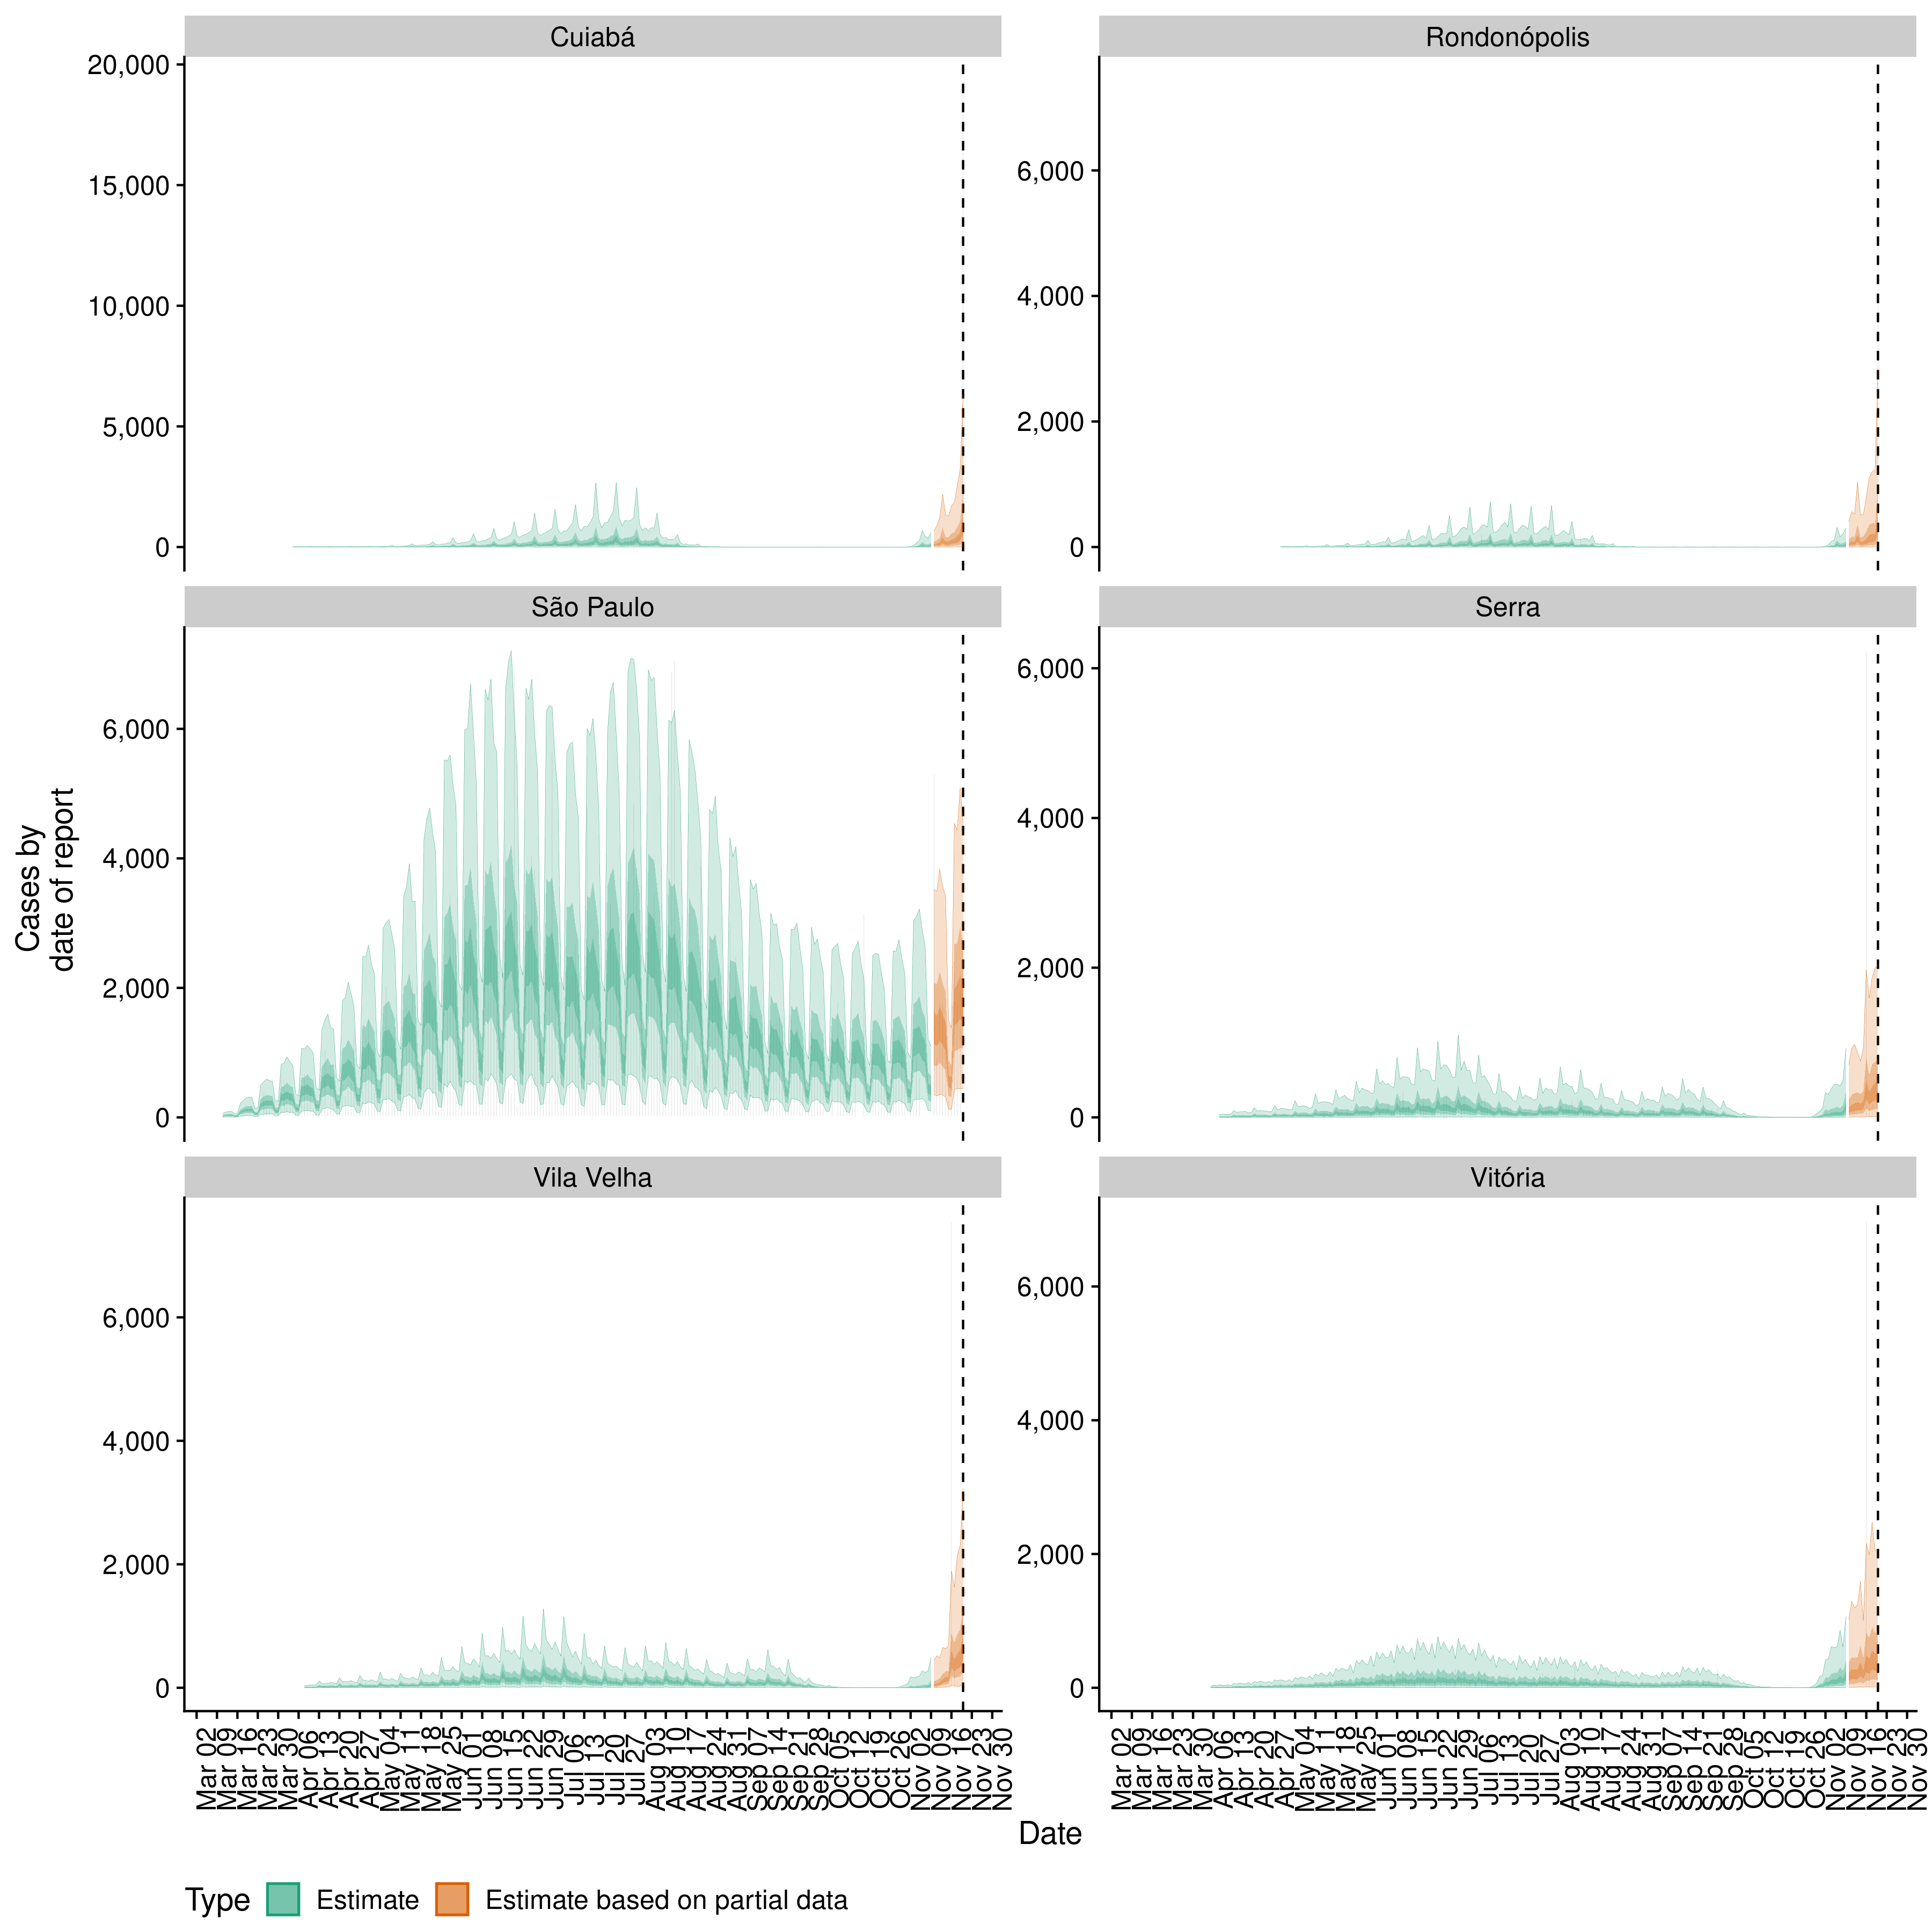 Cuiabá
Rondonópolis
20,000
15,000
10,000
5,000
0
6,000
4,000
2,000
0
São Paulo
Serra
6,000
4,000
2,000
0
6,000
4,000
2,000
0
Vila Velha
Vitória
6,000
4,000
2,000
0
6,000
4,000
2,000
0
Cases by
date of report
Mar 02
Mar 09
Mar 16
Mar 23
Mar 30
Apr 06
Apr 13
Apr 20
Apr 27
May 04
May 11
May 18
May 25
Jun 01
Jun 08
Jun 15
Jun 22
Jun 29
Jul 06
Jul 13
Jul 20
Jul 27
Aug 03
Aug 10
Aug 17
Aug 24
Aug 31
Sep 07
Sep 14
Sep 21
Sep 28
Oct 05
Oct 12
Oct 19
Oct 26
Nov 02
Nov 09
Nov 16
Nov 23
Nov 30
Mar 02
Mar 09
Mar 16
Mar 23
Mar 30
Apr 06
Apr 13
Apr 20
Apr 27
May 04
May 11
May 18
May 25
Jun 01
Jun 08
Jun 15
Jun 22
Jun 29
Jul 06
Jul 13
Jul 20
Jul 27
Aug 03
Aug 10
Aug 17
Aug 24
Aug 31
Sep 07
Sep 14
Sep 21
Sep 28
Oct 05
Oct 12
Oct 19
Oct 26
Nov 02
Nov 09
Nov 16
Nov 23
Nov 30
Date
Type
Estimate
Estimate based on partial data